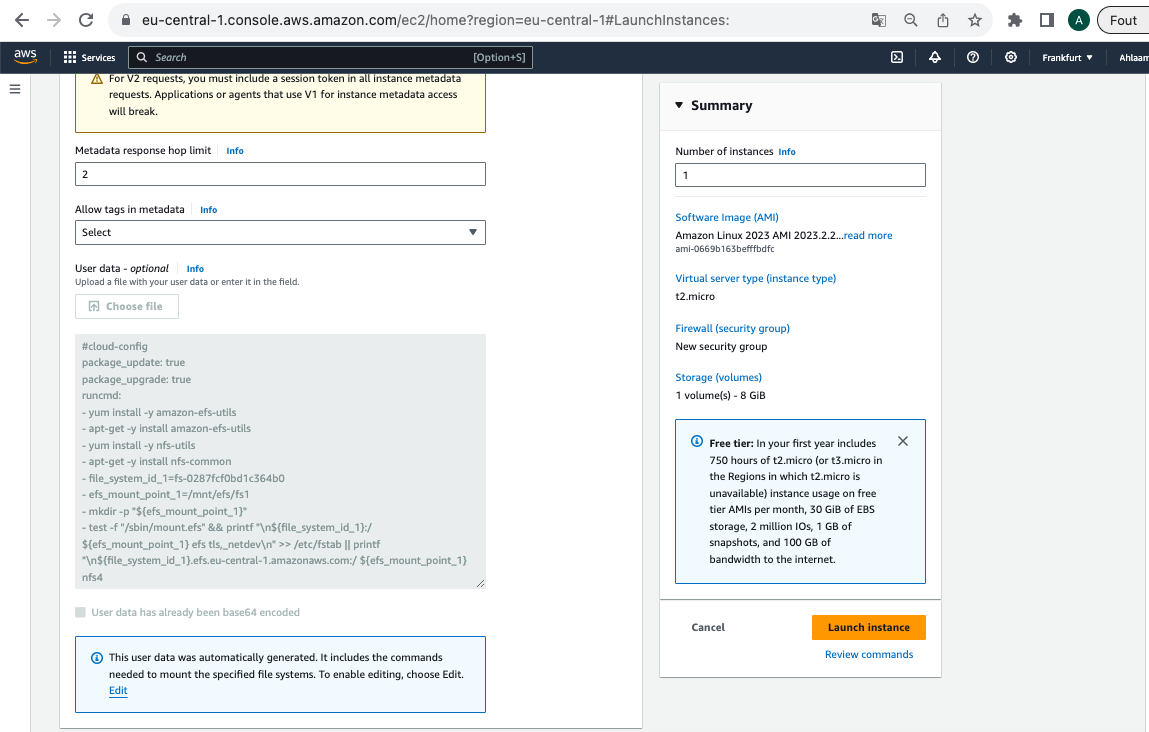 eu-central-1.console.aws.amazon.com/ec2/home?region=eu-central-1#LaunchInstances:
A
Fout
aws
Services
Search
[Option+S]
Frankfurt
Ahlaam
For V2 requests, you must include a session token in all instance metadata
requests. Applications or agents that use V1 for instance metadata access
will break.
Metadata response hop limit
Info
2
Allow tags in metadata
Info
Select
User data - optional
Info
Upload a file with your user data or enter it in the field.
Choose file
#cloud-config
package_update: true
package_upgrade: true
runcmd:
- yum install -y amazon-efs-utils
- apt-get -y install amazon-efs-utils
- yum install -y nfs-utils
- apt-get -y install nfs-common
- file_system_id_1=fs-0287fcf0bd1c364b0
- efs_mount_point_1=/mnt/efs/fs1
- mkdir -p "${efs_mount_point_1}"
- test -f "/sbin/mount.efs" && printf "\n${file_system_id_1}:/
${efs_mount_point_1} efs tls,_netdev\n" >> /etc/fstab || printf
"\n${file_system_id_1}.efs.eu-central-1.amazonaws.com:/ ${efs_mount_point_1}
nfs4
User data has already been base64 encoded
This user data was automatically generated. It includes the commands
needed to mount the specified file systems. To enable editing, choose Edit.
Edit
Summary
Number of instances
Info
1
Software Image (AMI)
Amazon Linux 2023 AMI 2023.2.2...read more
ami-0669b163befffbdfc
Virtual server type (instance type)
t2.micro
Firewall (security group)
New security group
Storage (volumes)
1 volume(s) - 8 GiB
Free tier: In your first year includes
750 hours of t2.micro (or t3.micro in
the Regions in which t2.micro is
unavailable) instance usage on free
tier AMIs per month, 30 GiB of EBS
storage, 2 million IOs, 1 GB of
snapshots, and 100 GB of
bandwidth to the internet.
Cancel
Launch instance
Review commands